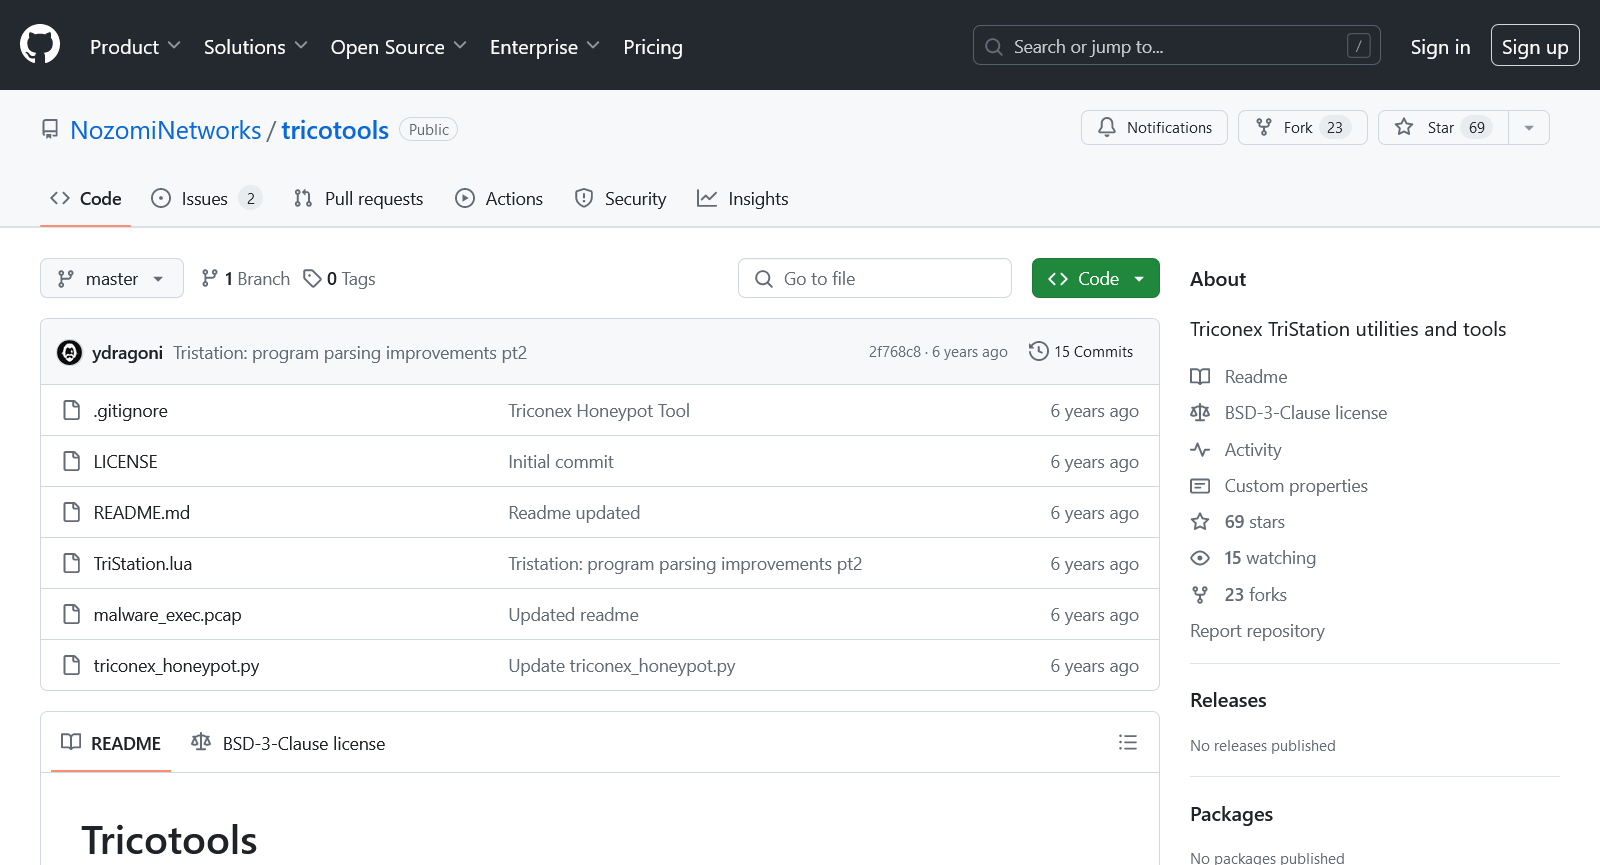 Product Solutions Open Source Enterprise Pricing Search or jump to... / Sign in Sign up
NozomiNetworks / tricotools Public Notifications Fork 23 Star 69
Code Issues 2 Pull requests Actions Security Insights
master 1 Branch 0 Tags Go to file Code
ydragoni Tristation: program parsing improvements pt2 2f768c8 · 6 years ago 15 Commits
.gitignore Triconex Honeypot Tool 6 years ago
LICENSE Initial commit 6 years ago
README.md Readme updated 6 years ago
TriStation.lua Tristation: program parsing improvements pt2 6 years ago
malware_exec.pcap Updated readme 6 years ago
triconex_honeypot.py Update triconex_honeypot.py 6 years ago
README BSD-3-Clause license
Tricotools
About
Triconex TriStation utilities and tools
Readme
BSD-3-Clause license
Activity
Custom properties
69 stars
15 watching
23 forks
Report repository
Releases
No releases published
Packages
No packages published